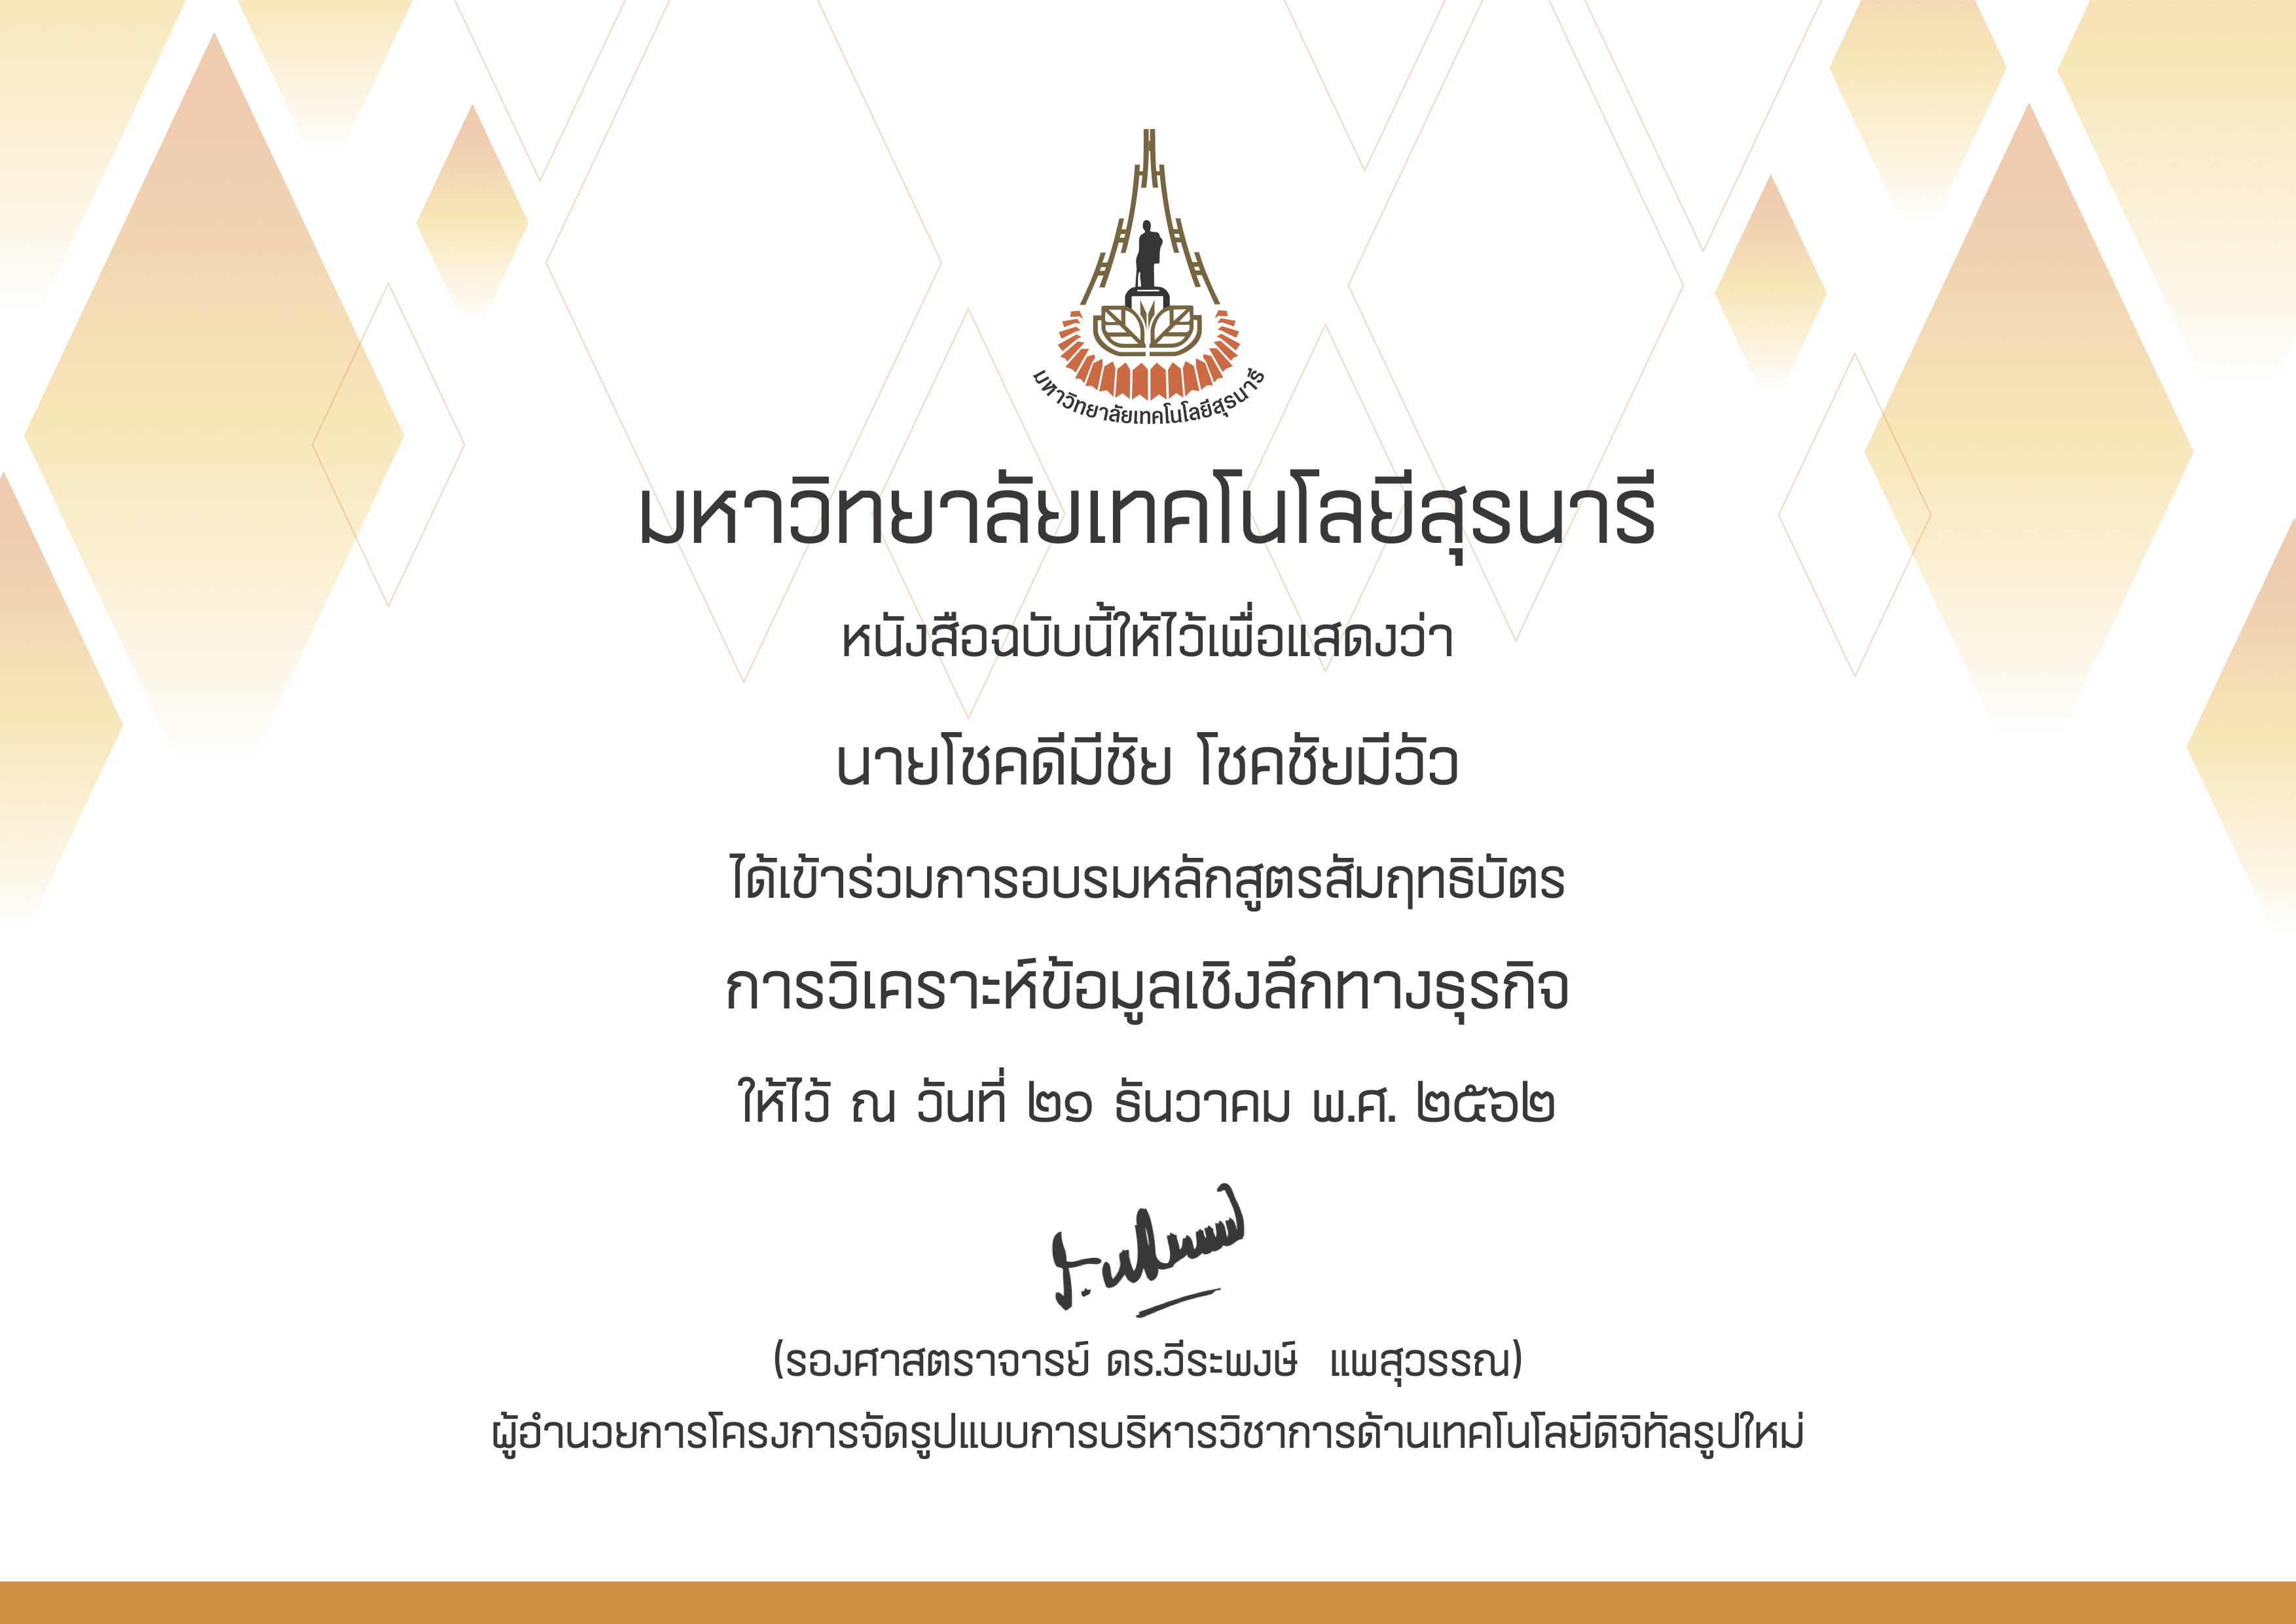 มหาวิทยาลัยเทคโนโลยีสุรนารี
มหาวิทยาลัยเทคโนโลยีสุรนารี
หนังสือฉบับนี้ให้ไว้เพื่อแสดงว่า
นายโชคดีมีชัย โชคชัยมีวัว
ได้เข้าร่วมการอบรมหลักสูตรสัมฤทธิบัตร
การวิเคราะห์ข้อมูลเชิงลึกทางธุรกิจ
ให้ไว้ ณ วันที่ ๒๑ ธันวาคม พ.ศ. ๒๕๖๒
(รองศาสตราจารย์ ดร.วีระพงษ์ แพสุวรรณ)
ผู้อำนวยการโครงการจัดรูปแบบการบริหารวิชาการด้านเทคโนโลยีดิจิทัลรูปใหม่